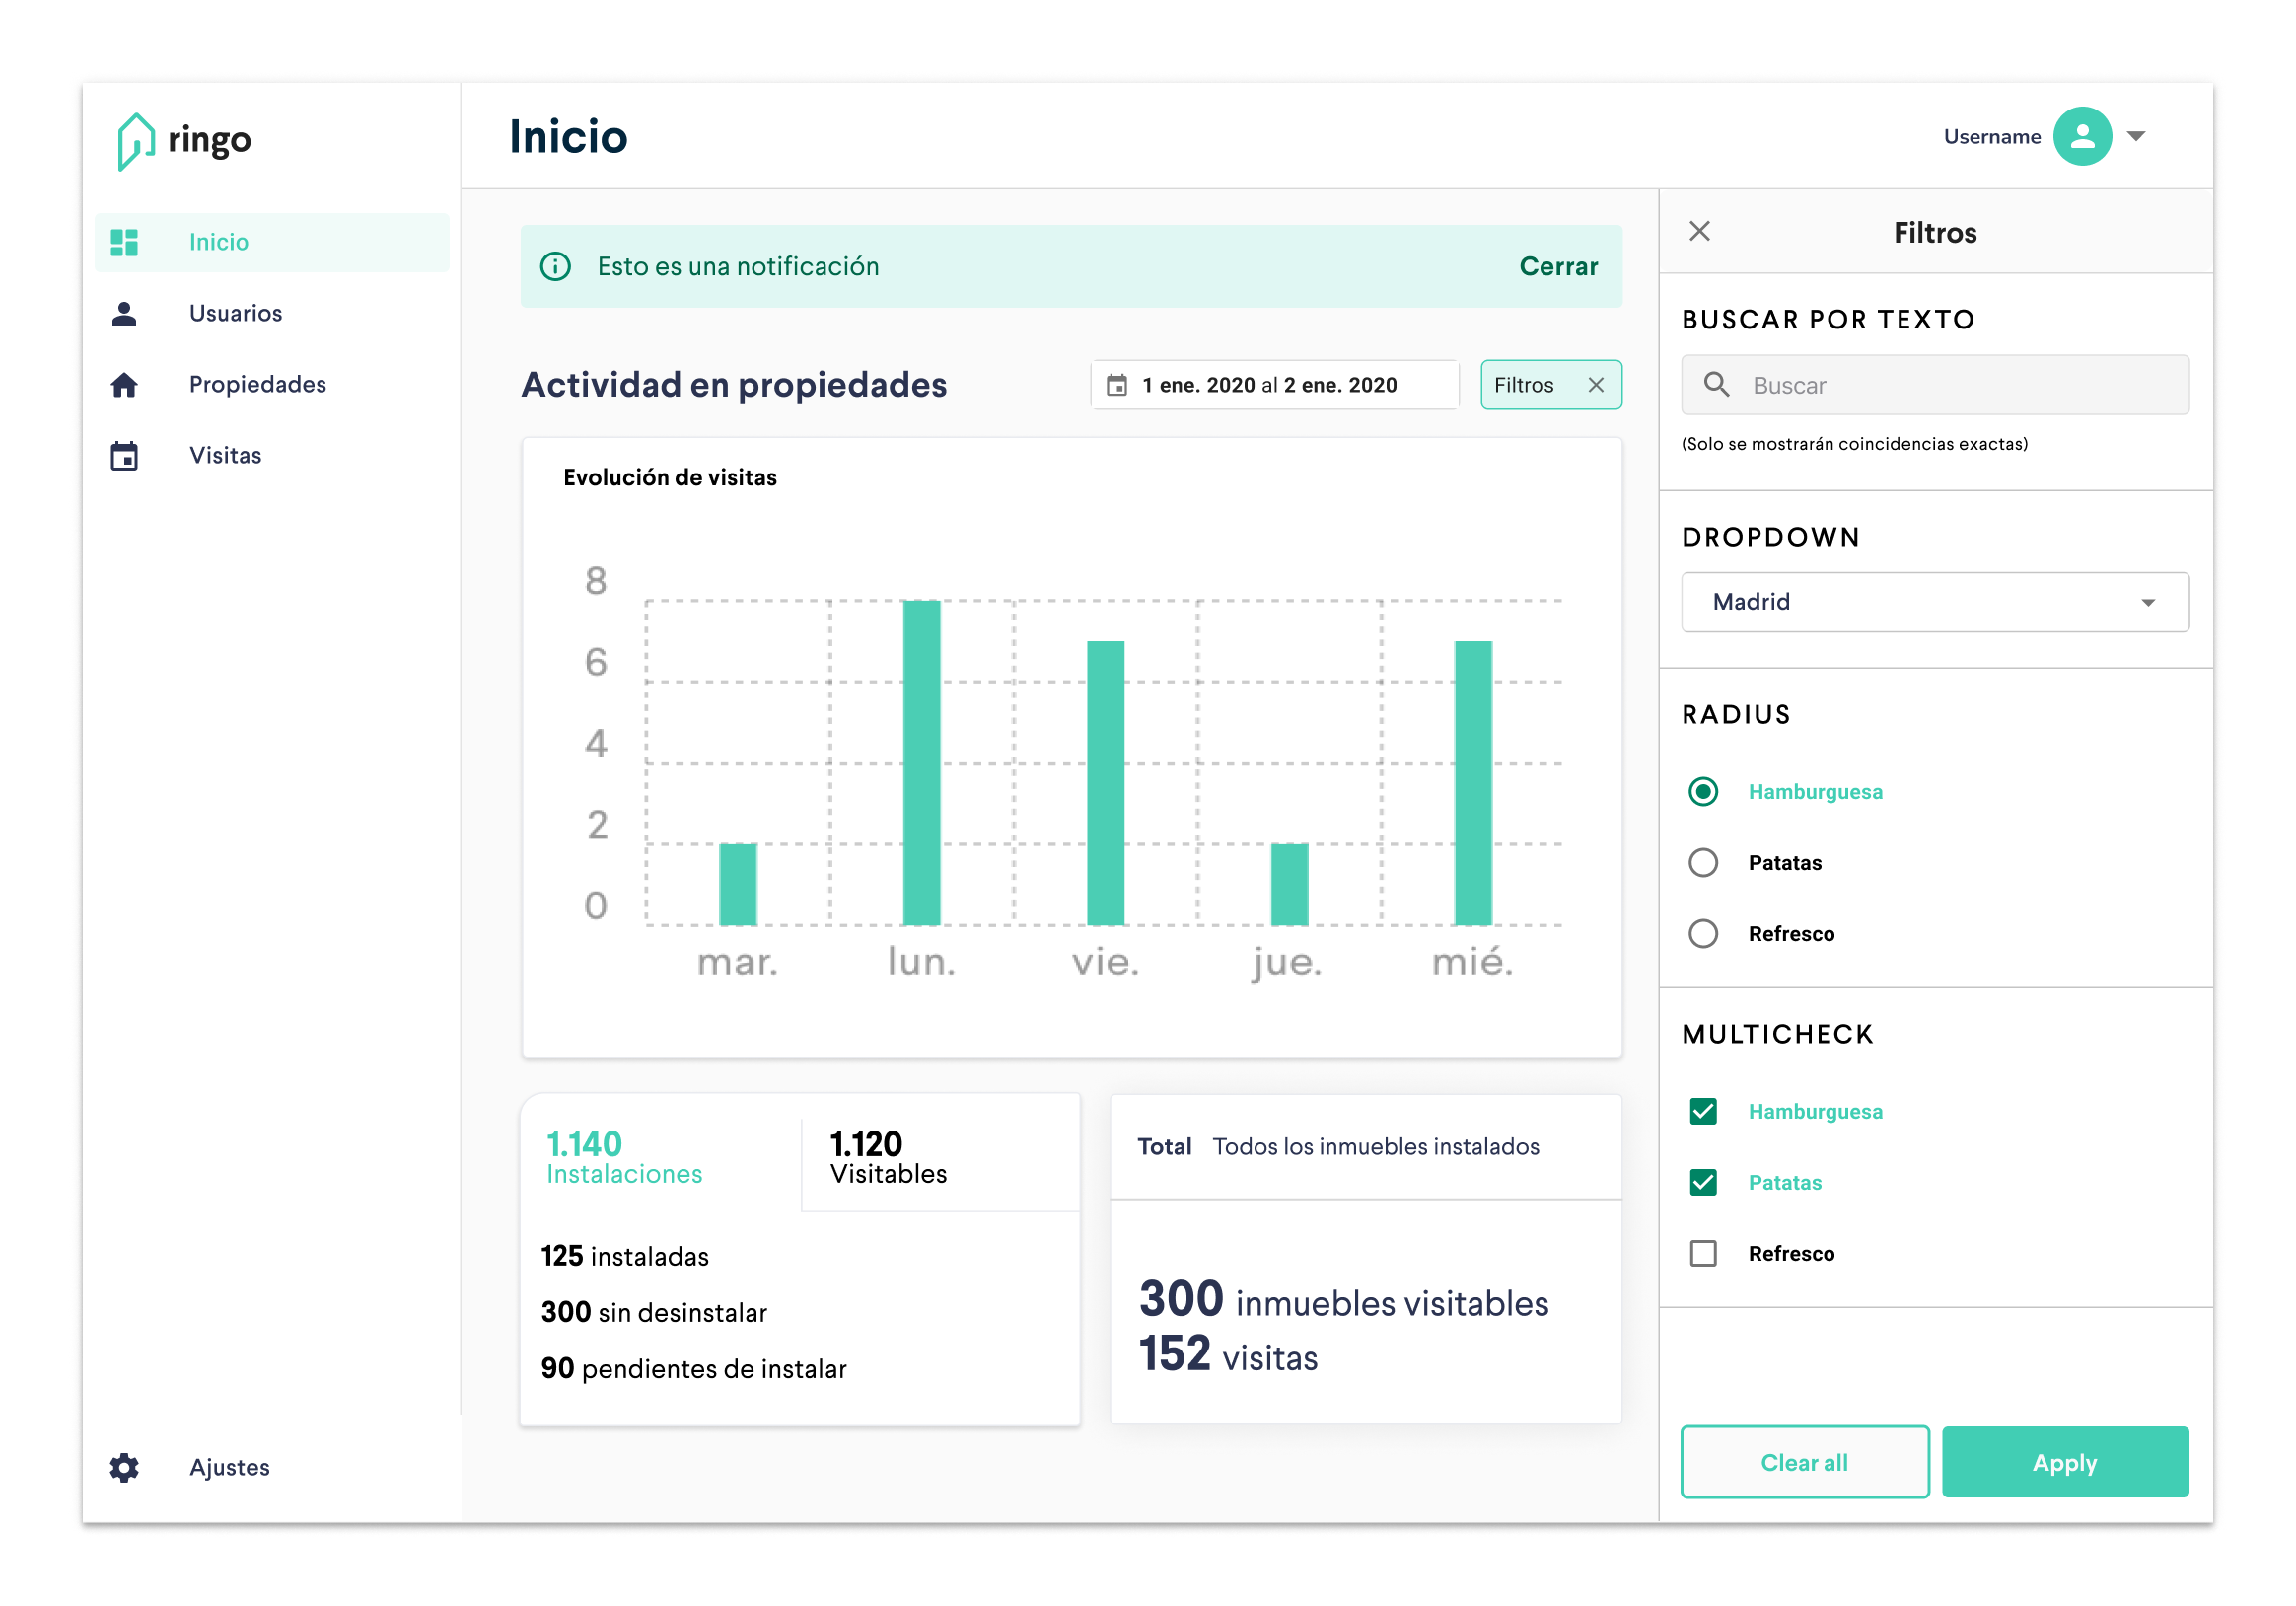 ringo
Inicio
Usuarios
Propiedades
Visitas
Ajustes
Inicio
Username
Esto es una notificación
Cerrar
Actividad en propiedades
1 ene. 2020 al 2 ene. 2020
Filtros
Evolución de visitas
8
6
4
2
0
mar. lun. vie. jue. mié.
1.140
Instalaciones
1.120
Visitables
125 instaladas
300 sin desinstalar
90 pendientes de instalar
Total Todos los inmuebles instalados
300 inmuebles visitables
152 visitas
Filtros
BUSCAR POR TEXTO
Buscar
(Solo se mostrarán coincidencias exactas)
DROPDOWN
Madrid
RADIUS
Hamburguesa
Patatas
Refresco
MULTICHECK
Hamburguesa
Patatas
Refresco
Clear all
Apply